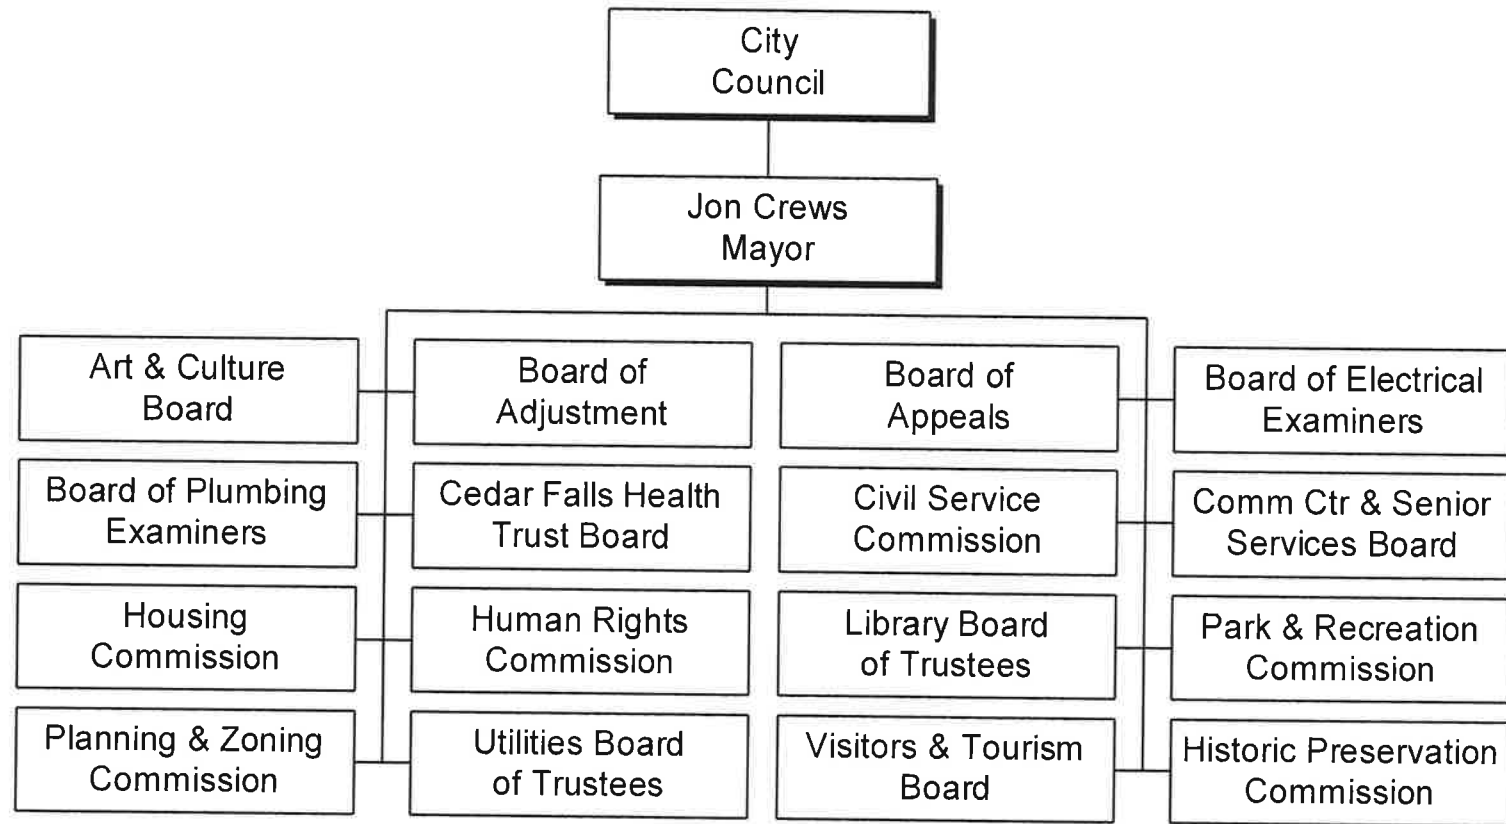 City
Council
Jon Crews
Mayor
Art & Culture
Board
Board of
Adjustment
Board of
Appeals
Board of Electrical
Examiners
Board of Plumbing
Examiners
Cedar Falls Health
Trust Board
Civil Service
Commission
Comm Ctr & Senior
Services Board
Housing
Commission
Human Rights
Commission
Library Board
of Trustees
Park & Recreation
Commission
Planning & Zoning
Commission
Utilities Board
of Trustees
Visitors & Tourism
Board
Historic Preservation
Commission